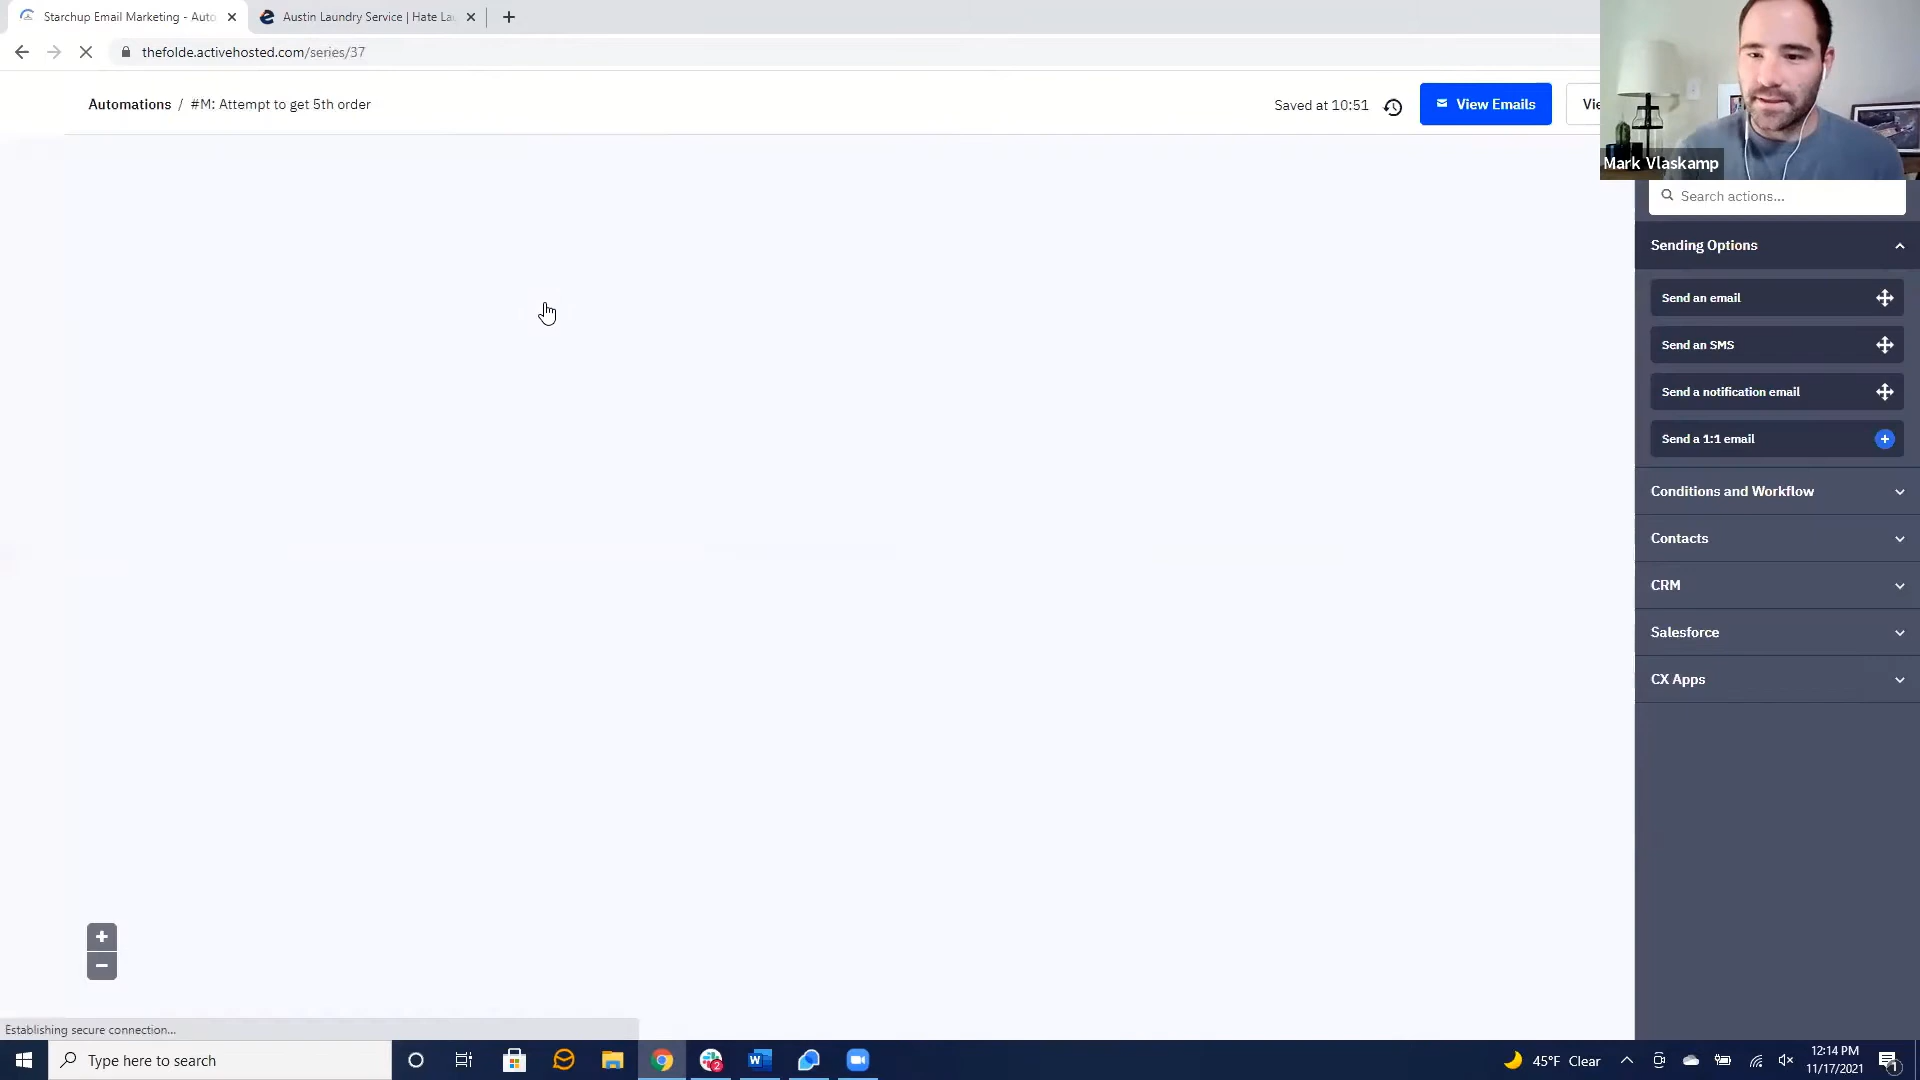 Starchup Email Marketing - Auto
Austin Laundry Service | Hate La
thefolde.activehosted.com/series/37
Automations / #M: Attempt to get 5th order
Saved at 10:51
View Emails
Vie
Mark Vlaskamp
Search actions...
Sending Options
Send an email
Send an SMS
Send a notification email
Send a 1:1 email
Conditions and Workflow
Contacts
CRM
Salesforce
CX Apps
+
−
Establishing secure connection...
Type here to search
2
45°F Clear
12:14 PM
11/17/2021
1